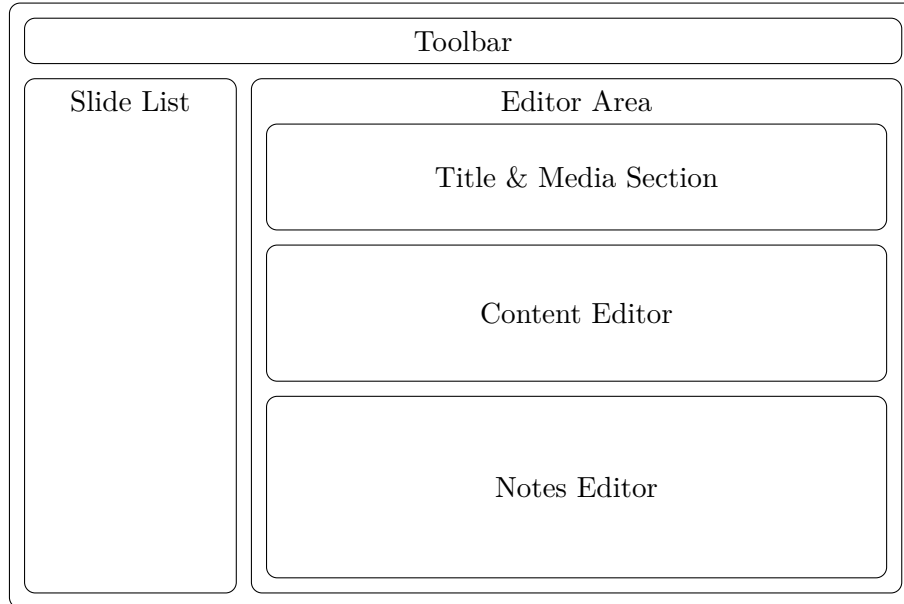 Toolbar
Slide List
Editor Area
Title & Media Section
Content Editor
Notes Editor